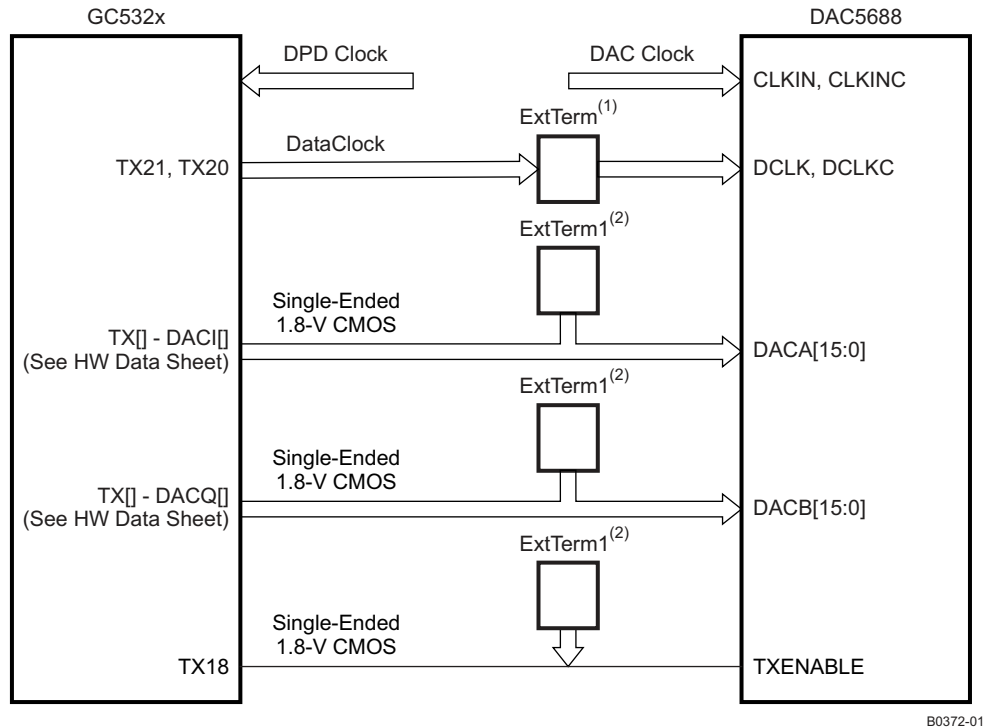 GC532x
DAC5688
DPD Clock
DAC Clock
CLKIN, CLKINC
ExtTerm(1)
DataClock
TX21, TX20
DCLK, DCLKC
ExtTerm1(2)
Single-Ended
1.8-V CMOS
TX[] - DACI[]
(See HW Data Sheet)
DACA[15:0]
ExtTerm1(2)
Single-Ended
1.8-V CMOS
TX[] - DACQ[]
(See HW Data Sheet)
DACB[15:0]
ExtTerm1(2)
Single-Ended
1.8-V CMOS
TX18
TXENABLE
B0372-01